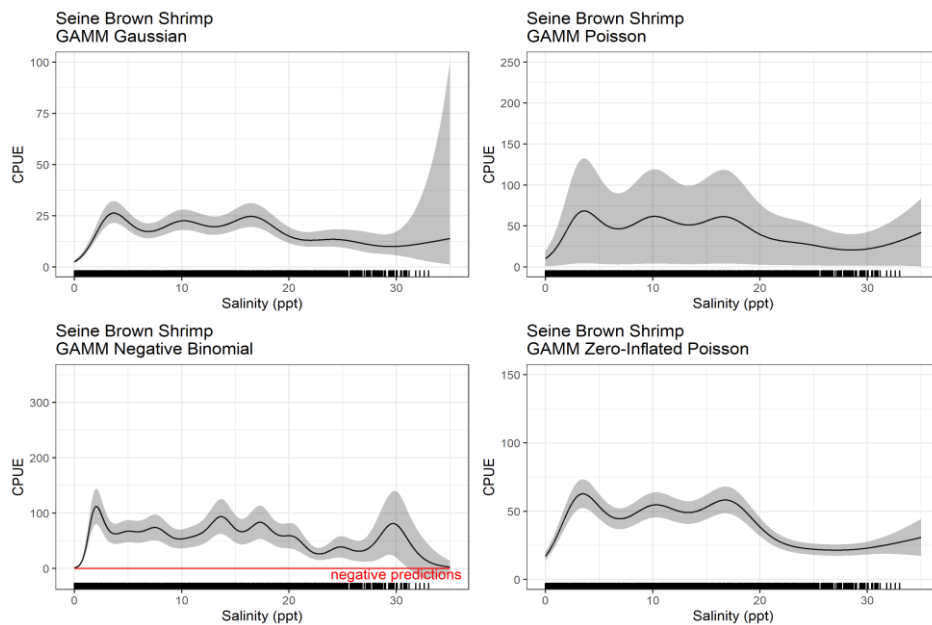 Seine Brown Shrimp
GAMM Gaussian
100
75
50
25
0
CPUE
0
10
20
30
Salinity (ppt)
Seine Brown Shrimp
GAMM Poisson
250
200
150
100
50
0
CPUE
0
10
20
30
Salinity (ppt)
Seine Brown Shrimp
GAMM Negative Binomial
300
200
100
0
CPUE
negative predictions
0
10
20
30
Salinity (ppt)
Seine Brown Shrimp
GAMM Zero-Inflated Poisson
150
100
50
0
CPUE
0
10
20
30
Salinity (ppt)